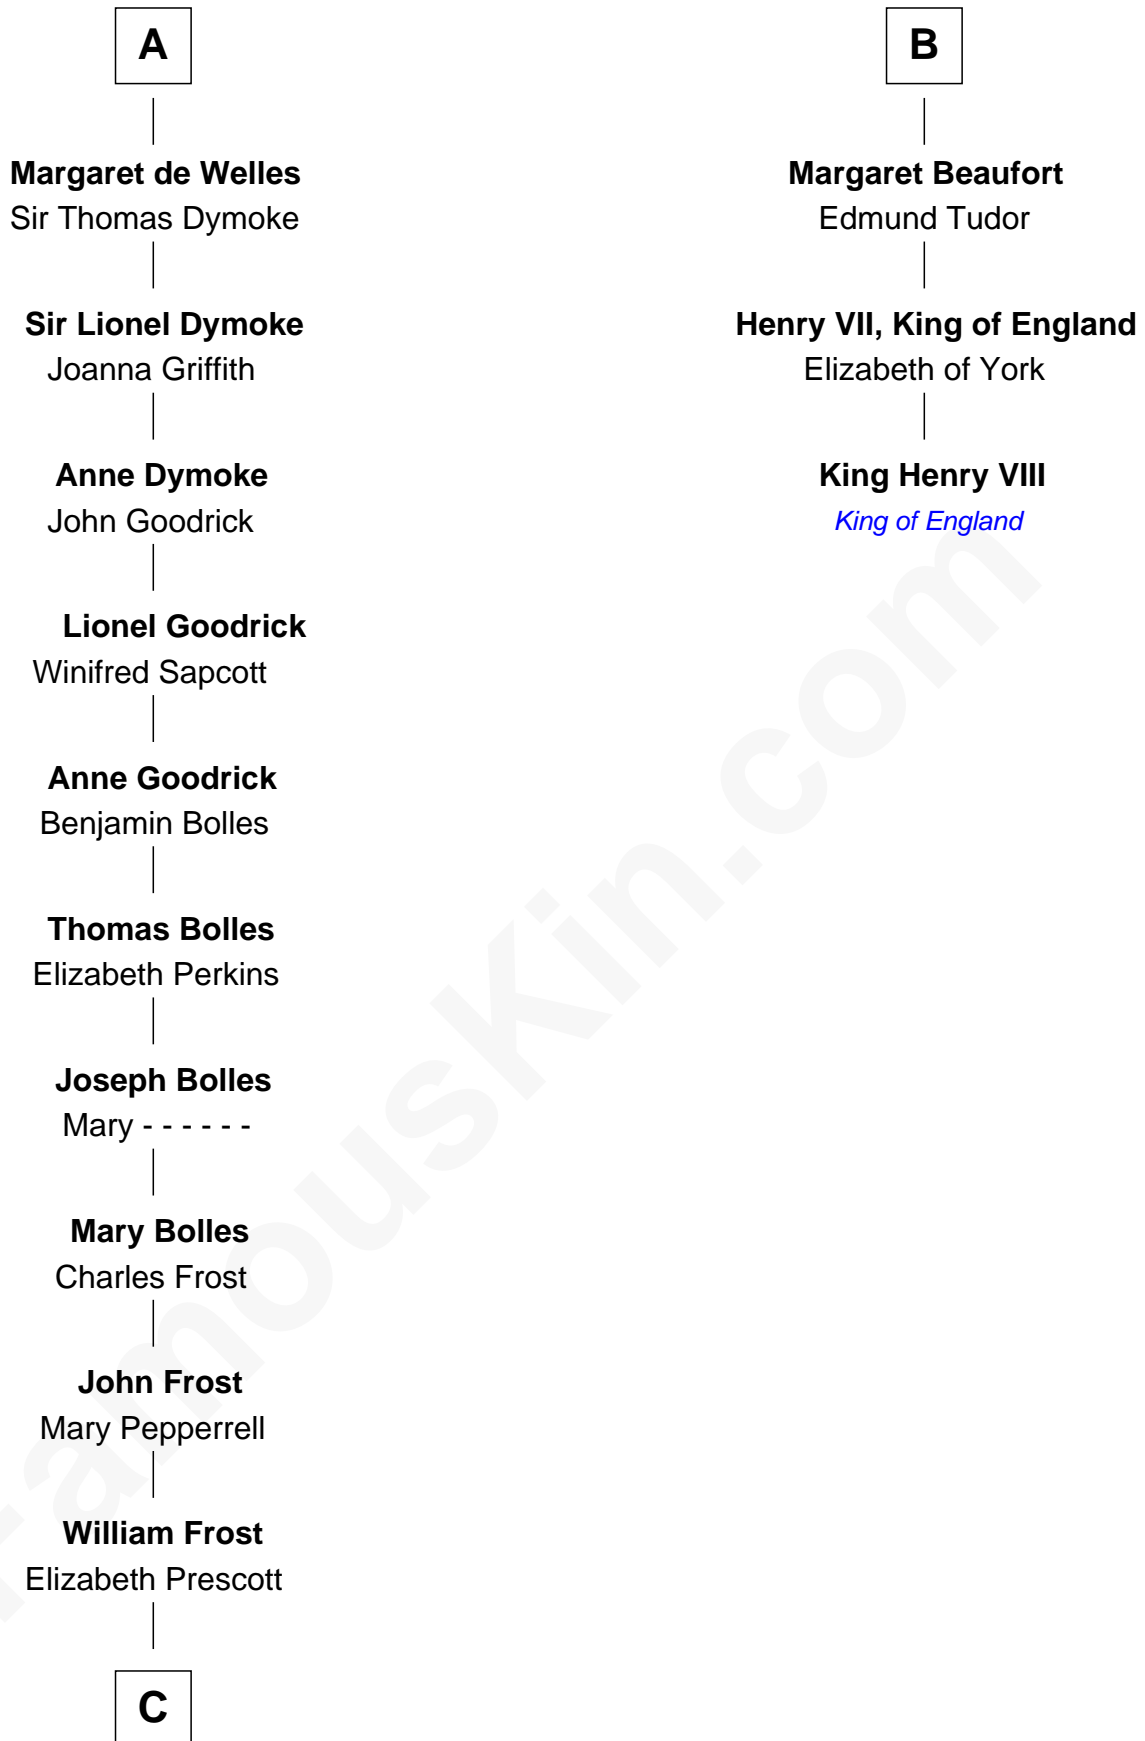 A
Margaret de Welles
Sir Thomas Dymoke
Sir Lionel Dymoke
Joanna Griffith
Anne Dymoke
John Goodrick
Lionel Goodrick
Winifred Sapcott
Anne Goodrick
Benjamin Bolles
Thomas Bolles
Elizabeth Perkins
Joseph Bolles
Mary - - - - - -
Mary Bolles
Charles Frost
John Frost
Mary Pepperrell
William Frost
Elizabeth Prescott
C
B
Margaret Beaufort
Edmund Tudor
Henry VII, King of England
Elizabeth of York
King Henry VIII
King of England
FamousKin.com